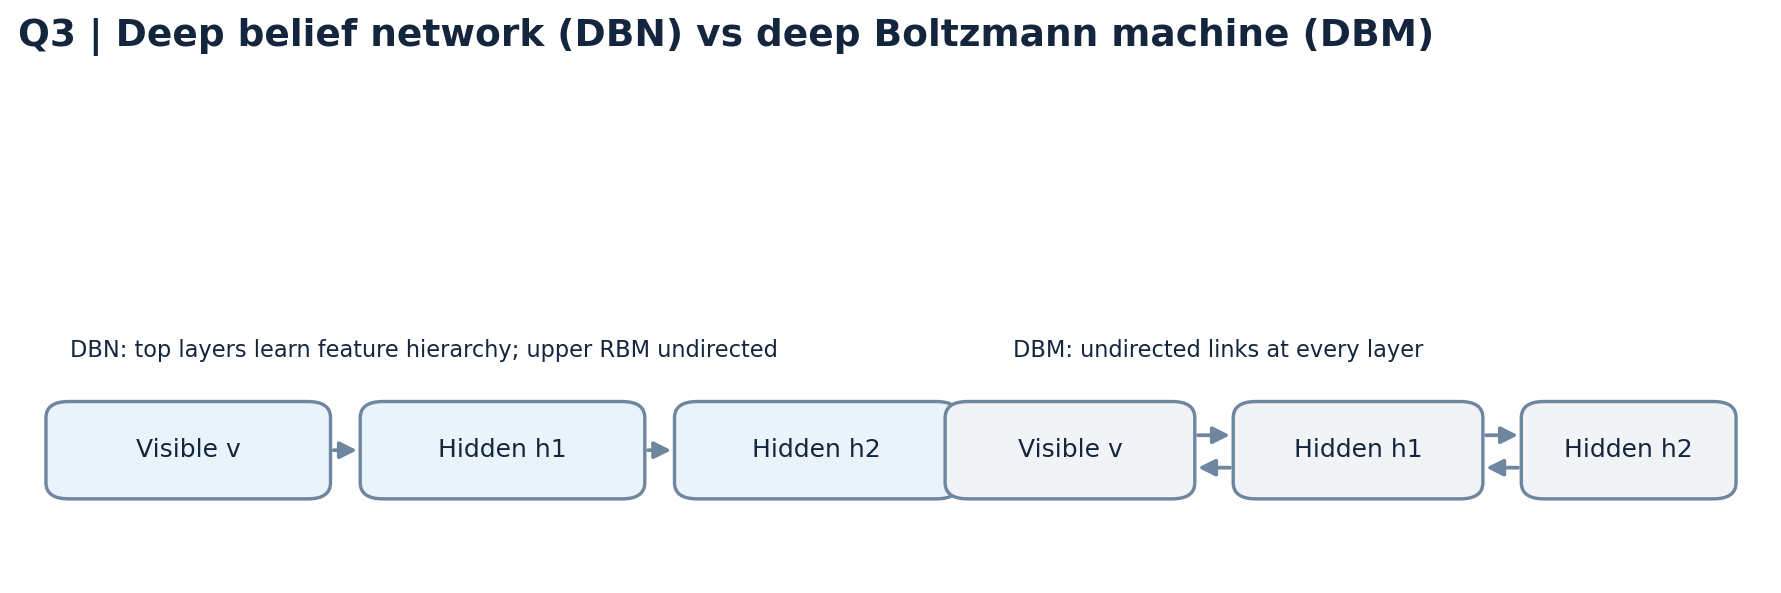 Q3 | Deep belief network (DBN) vs deep Boltzmann machine (DBM)
DBN: top layers learn feature hierarchy; upper RBM undirected
DBM: undirected links at every layer
Visible v
Hidden h1
Hidden h2
Visible v
Hidden h1
Hidden h2